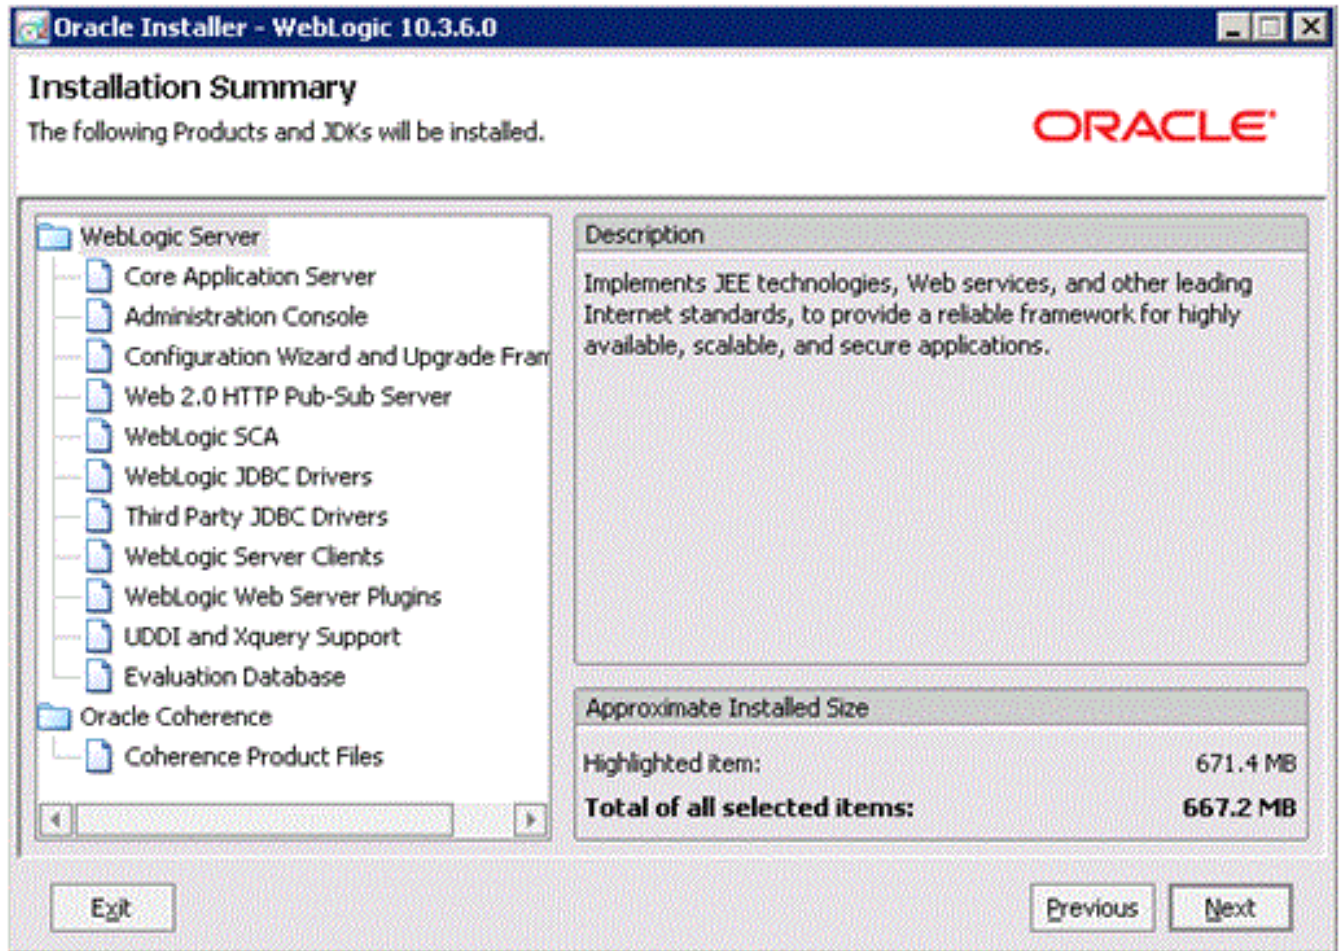 Oracle Installer - WebLogic 10.3.6.0
Installation Summary
The following Products and JDKs will be installed.
ORACLE
WebLogic Server
Core Application Server
Administration Console
Configuration Wizard and Upgrade Fram
Web 2.0 HTTP Pub-Sub Server
WebLogic SCA
WebLogic JDBC Drivers
Third Party JDBC Drivers
WebLogic Server Clients
WebLogic Web Server Plugins
UDDI and Xquery Support
Evaluation Database
Oracle Coherence
Coherence Product Files
Description
Implements JEE technologies, Web services, and other leading
Internet standards, to provide a reliable framework for highly
available, scalable, and secure applications.
Approximate Installed Size
Highlighted item: 671.4 MB
Total of all selected items: 667.2 MB
Exit
Previous
Next